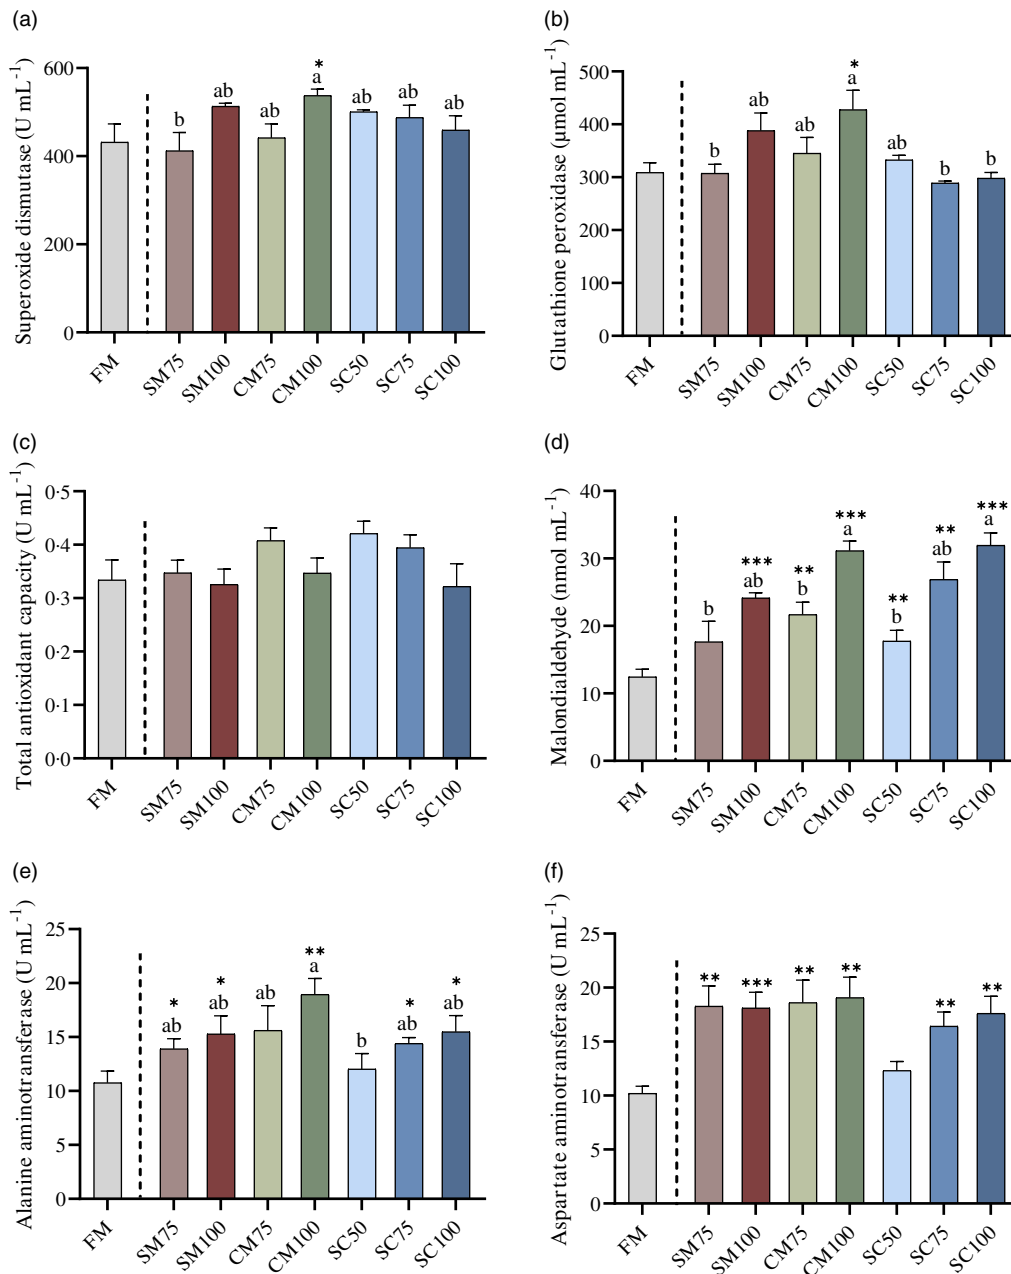 (a)
Superoxide dismutase (U mL⁻¹)
600
400
200
0
b
ab
ab
*
a
ab
ab
ab
FM
SM75
SM100
CM75
CM100
SC50
SC75
SC100
(b)
Glutathione peroxidase (µmol mL⁻¹)
500
400
300
200
100
0
b
ab
ab
*
a
ab
b
b
FM
SM75
SM100
CM75
CM100
SC50
SC75
SC100
(c)
Total antioxidant capacity (U mL⁻¹)
0·5
0·4
0·3
0·2
0·1
0·0
FM
SM75
SM100
CM75
CM100
SC50
SC75
SC100
(d)
Malondialdehyde (nmol mL⁻¹)
40
30
20
10
0
b
***
ab
**
b
***
a
**
b
**
ab
***
a
FM
SM75
SM100
CM75
CM100
SC50
SC75
SC100
(e)
Alanine aminotransferase (U mL⁻¹)
25
20
15
10
5
0
*
ab
*
ab
ab
**
a
b
*
ab
*
ab
FM
SM75
SM100
CM75
CM100
SC50
SC75
SC100
(f)
Aspartate aminotransferase (U mL⁻¹)
25
20
15
10
5
0
**
***
**
**
**
**
FM
SM75
SM100
CM75
CM100
SC50
SC75
SC100